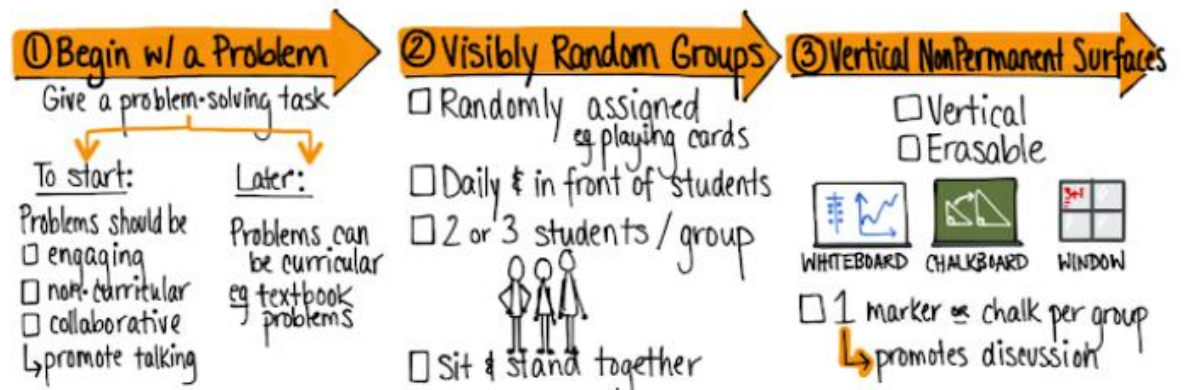 ① Begin w/ a Problem
Give a problem-solving task
To start:
Problems should be
☐ engaging
☐ non-curricular
☐ collaborative
↳ promote talking
Later:
Problems can
be curricular
eg textbook
problems
② Visibly Random Groups
☐ Randomly assigned
eg playing cards
☐ Daily & in front of students
☐ 2 or 3 students / group
☐ Sit & stand together
③ Vertical NonPermanent Surfaces
☐ Vertical
☐ Erasable
WHITEBOARD CHALKBOARD WINDOW
☐ 1 marker or chalk per group
↳ promotes discussion